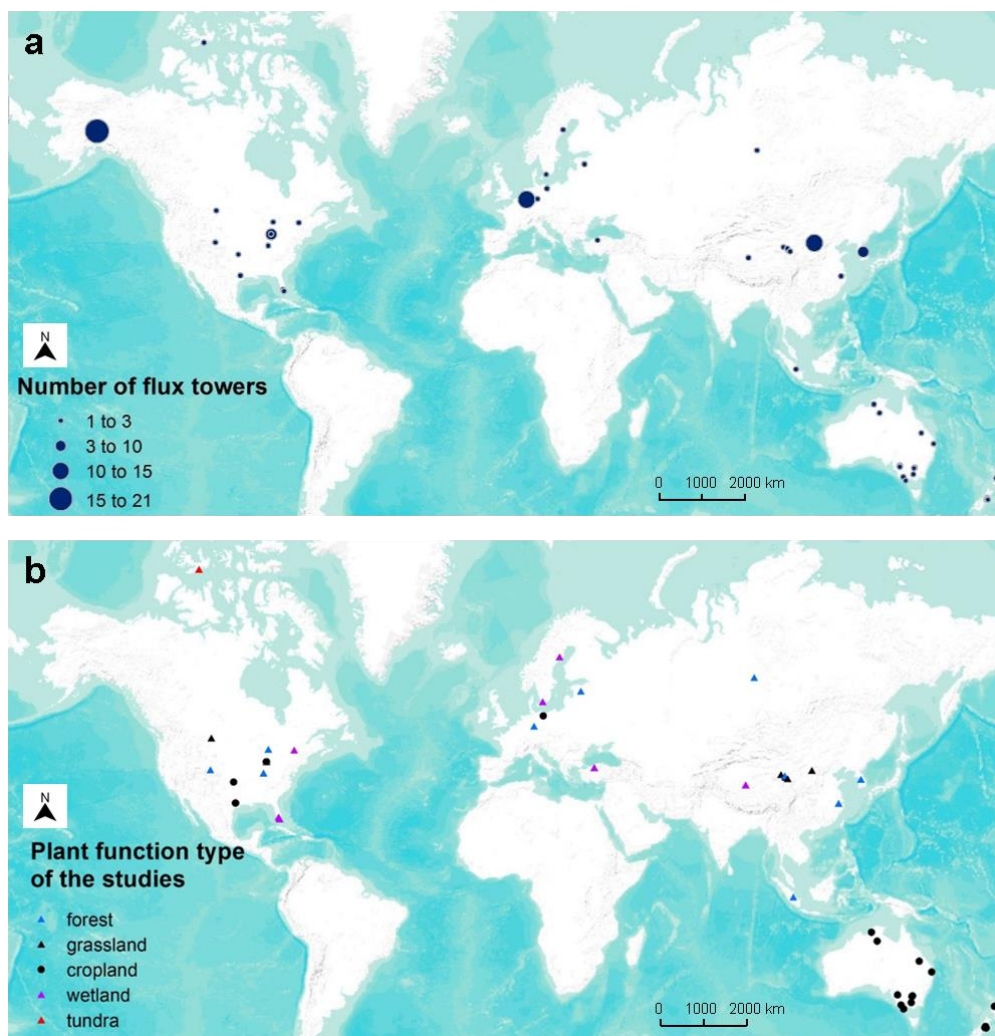 a
N
Number of flux towers
1 to 3
3 to 10
10 to 15
15 to 21
0 1000 2000 km
b
N
Plant function type
of the studies
forest
grassland
cropland
wetland
tundra
0 1000 2000 km